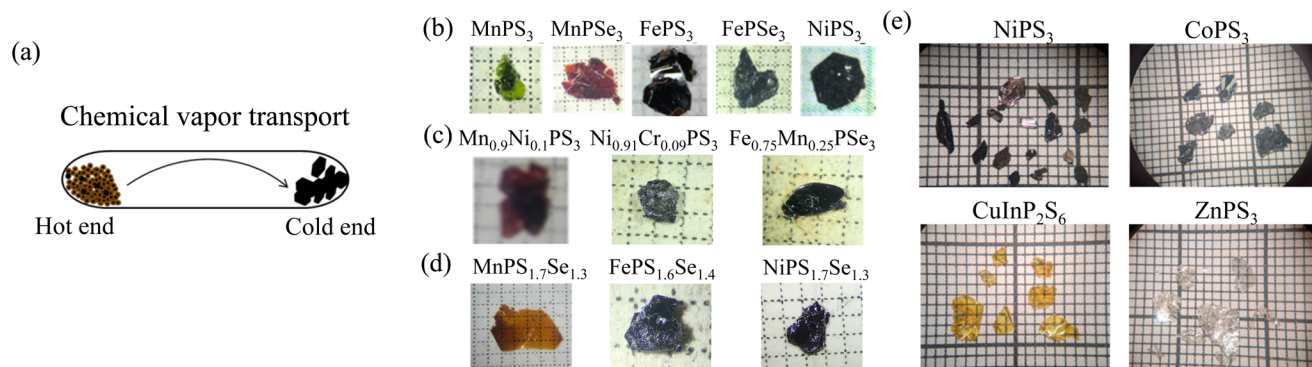 (a)
Chemical vapor transport
Hot end
Cold end
(b)
MnPS₃ MnPSe₃ FePS₃ FePSe₃ NiPS₃
(c)
Mn₀.₉Ni₀.₁PS₃ Ni₀.₉₁Cr₀.₀₉PS₃ Fe₀.₇₅Mn₀.₂₅PSe₃
(d)
MnPS₁.₇Se₁.₃ FePS₁.₆Se₁.₄ NiPS₁.₇Se₁.₃
(e)
NiPS₃ CoPS₃
CuInP₂S₆ ZnPS₃